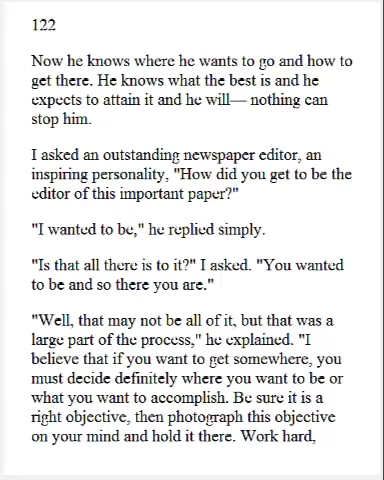 122
Now he knows where he wants to go and how to
get there. He knows what the best is and he
expects to attain it and he will— nothing can
stop him.
I asked an outstanding newspaper editor, an
inspiring personality, "How did you get to be the
editor of this important paper?"
"I wanted to be," he replied simply.
"Is that all there is to it?" I asked. "You wanted
to be and so there you are."
"Well, that may not be all of it, but that was a
large part of the process," he explained. "I
believe that if you want to get somewhere, you
must decide definitely where you want to be or
what you want to accomplish. Be sure it is a
right objective, then photograph this objective
on your mind and hold it there. Work hard,